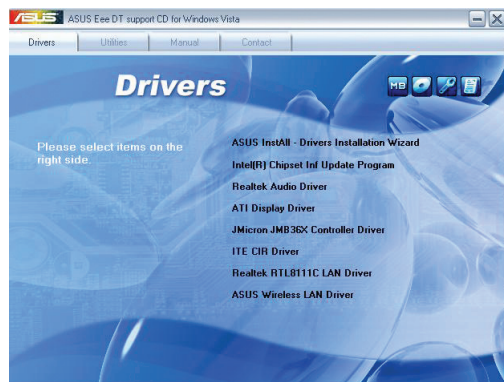 ASUS ASUS Eee DT support CD for Windows Vista
Drivers Utilities Manual Contact
Drivers
MB
Please select items on the
right side.
ASUS InstAll - Drivers Installation Wizard
Intel(R) Chipset Inf Update Program
Realtek Audio Driver
ATI Display Driver
JMicron JMB36X Controller Driver
ITE CIR Driver
Realtek RTL8111C LAN Driver
ASUS Wireless LAN Driver